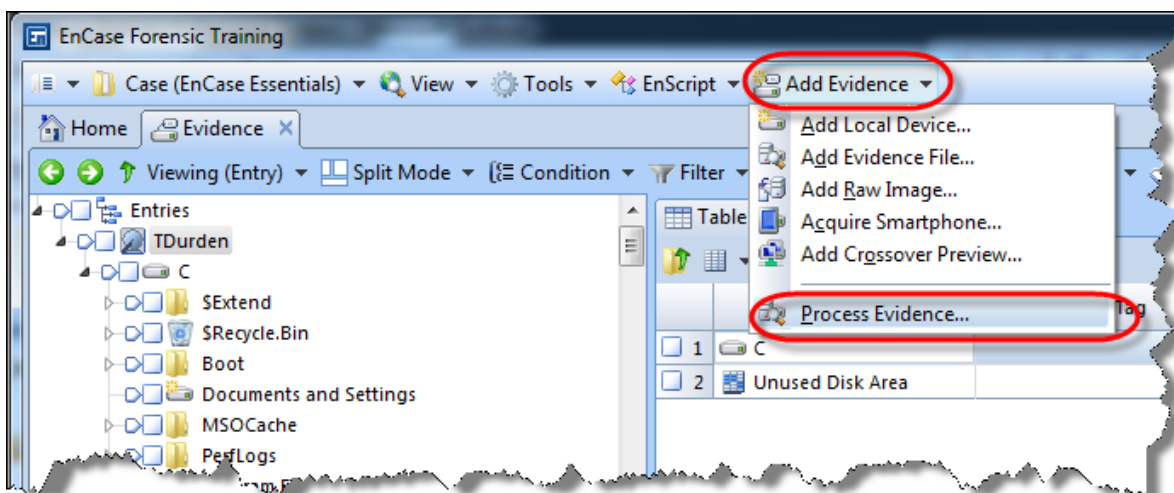 EnCase Forensic Training
Case (EnCase Essentials) View Tools EnScript Add Evidence
Home Evidence
Viewing (Entry) Split Mode Condition Filter
Add Local Device...
Add Evidence File...
Add Raw Image...
Acquire Smartphone...
Add Crossover Preview...
Process Evidence...
Entries
TDurden
C
$Extend
$Recycle.Bin
Boot
Documents and Settings
MSOCache
PerfLogs
Table
Tag
1 C
2 Unused Disk Area